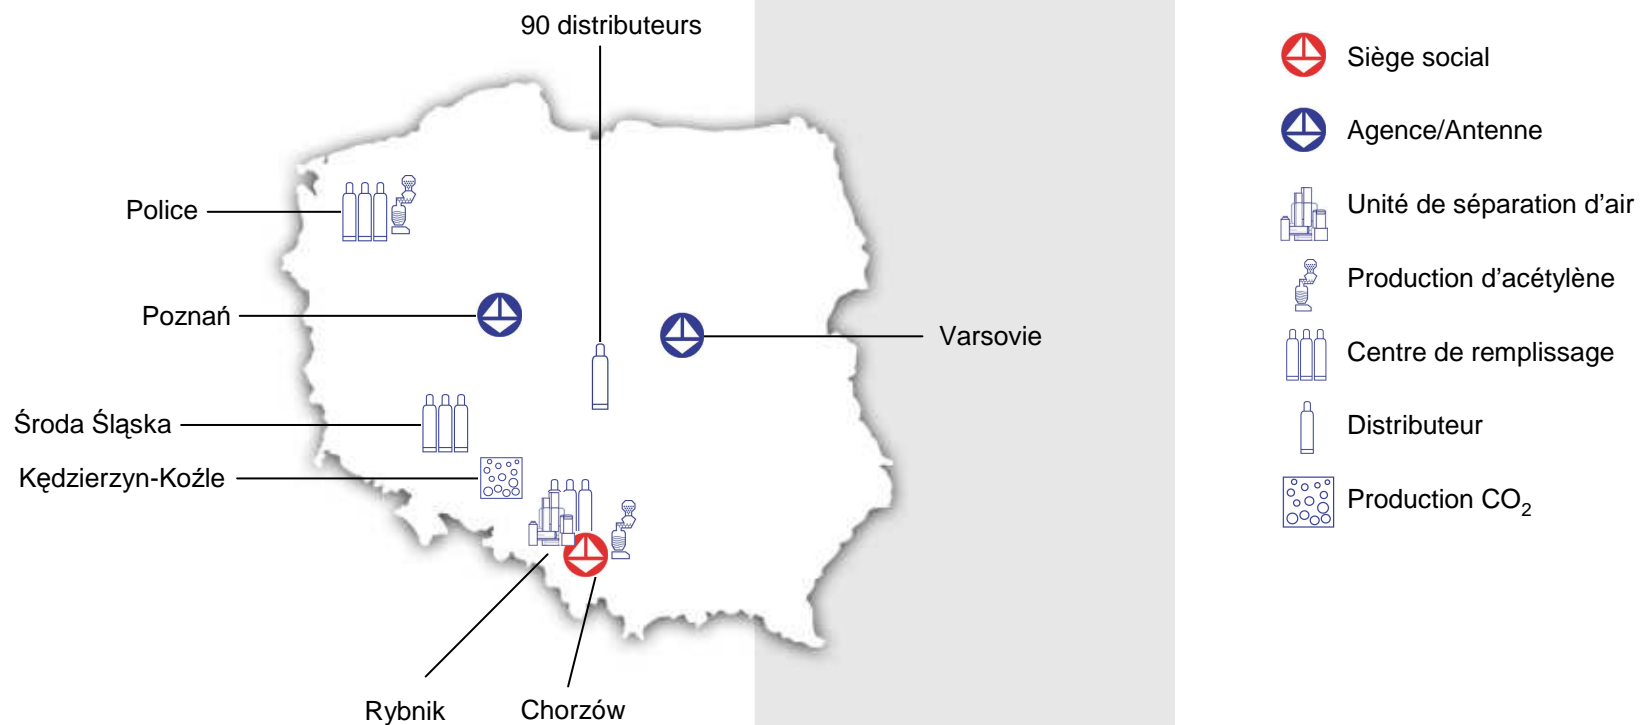 90 distributeurs
Police
Poznań
Varsovie
Środa Śląska
Kędzierzyn-Koźle
Rybnik
Chorzów
Siège social
Agence/Antenne
Unité de séparation d’air
Production d’acétylène
Centre de remplissage
Distributeur
Production CO₂